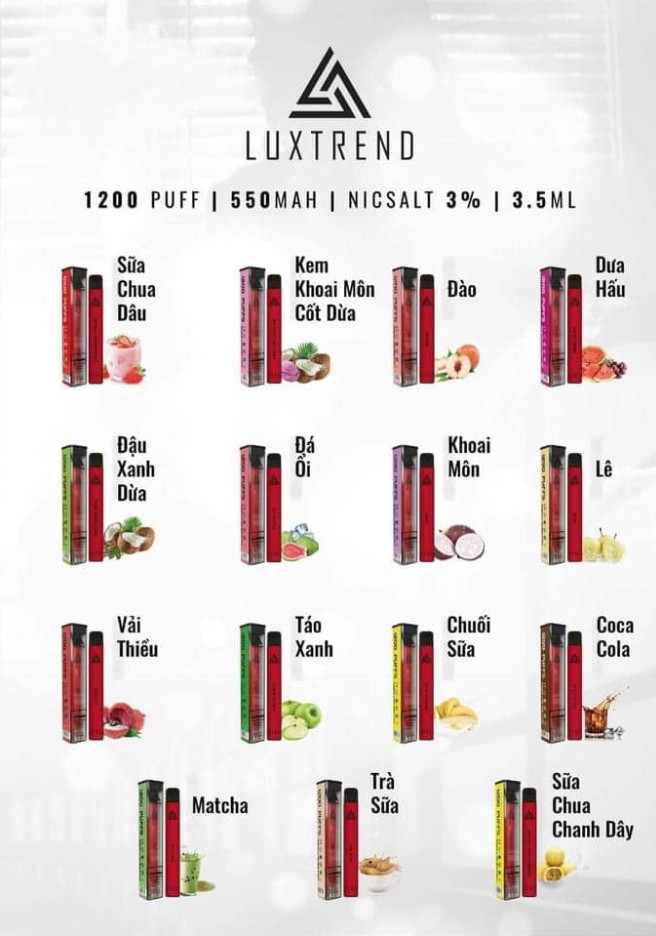 LUXTREND
1200 PUFF | 550MAH | NICSALT 3% | 3.5ML
Sữa
Chua
Dâu
Kem
Khoai Môn
Cốt Dừa
Đào
Dưa
Hấu
Đậu
Xanh
Dừa
Đá
Ổi
Khoai
Môn
Lê
Vải
Thiều
Táo
Xanh
Chuối
Sữa
Coca
Cola
Matcha
Trà
Sữa
Sữa
Chua
Chanh Dây